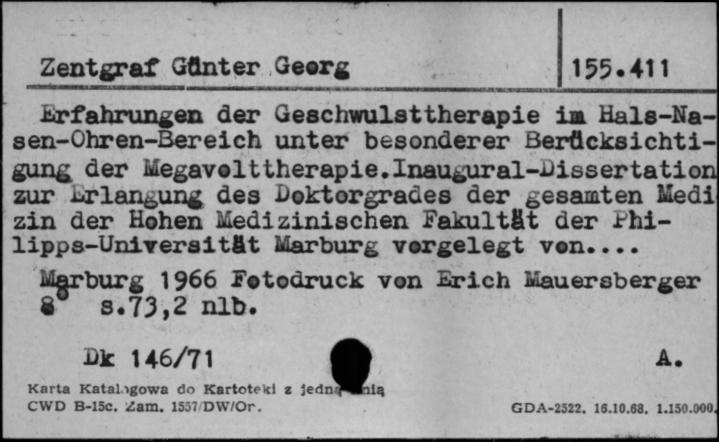 Zentgraf Günter Georg
155.411
Erfahrungen der Geschwulsttherapie im Hals-Na-
sen-Ohren-Bereich unter besonderer Berücksichti-
gung der Megavolttherapie.Inaugural-Dissertation
zur Erlangung des Doktorgrades der gesamten Medi
zin der Hohen Medizinischen Fakultät der Phi-
lipps-Universität Marburg vorgelegt von....
Marburg 1966 Fotodruck von Erich Mauersberger
8° s.73,2 nlb.
Dk 146/71
A.
Karta Katalogowa do Kartoteki z jedną
CWD B-15c. Zam. 1557/DW/Or.
GDA-2522. 16.10.68. 1.150.000.